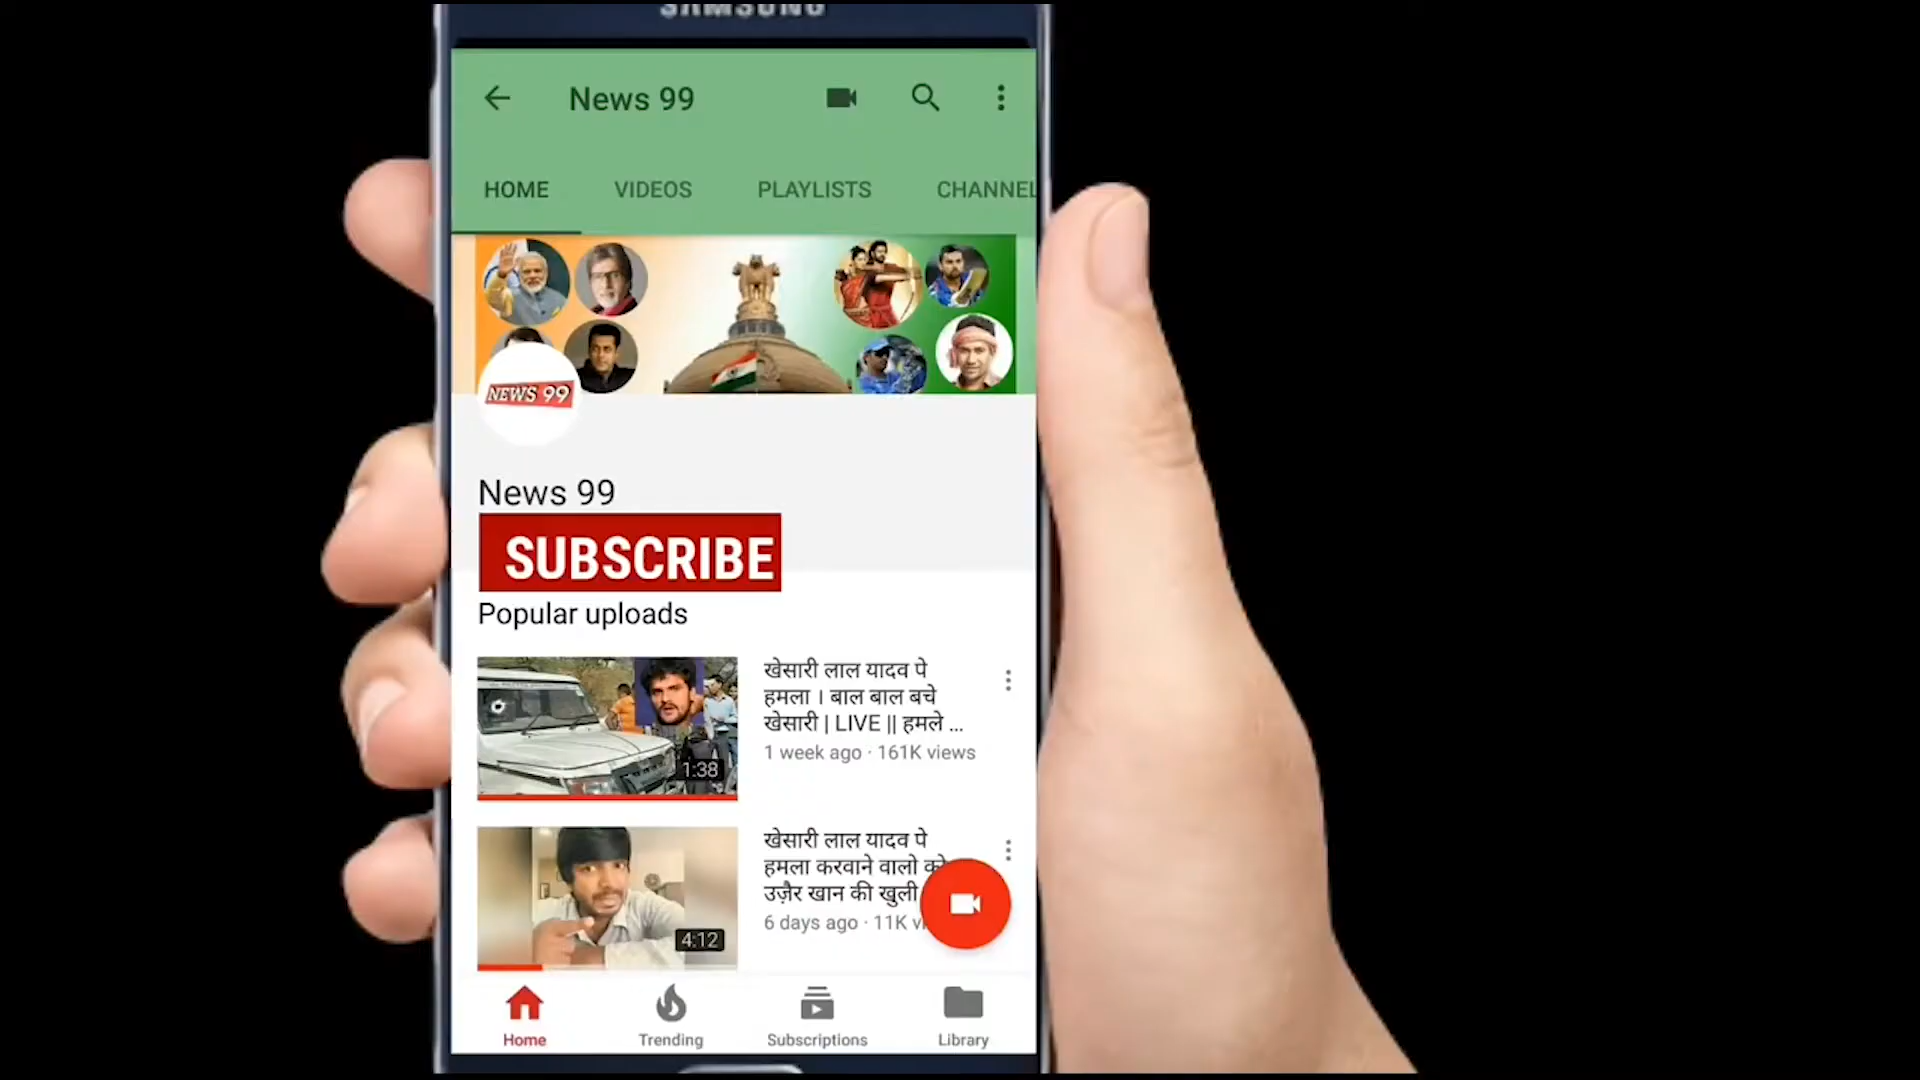 SAMSUNG
News 99
HOME VIDEOS PLAYLISTS CHANNEL
NEWS 99
News 99
SUBSCRIBE
Popular uploads
खेसारी लाल यादव पे
हमला । बाल बाल बचे
खेसारी | LIVE || हमले ...
1 week ago · 161K views
1:38
खेसारी लाल यादव पे
हमला करवाने वालो को
उज़ैर खान की खुली
6 days ago · 11K vi
4:12
Home Trending Subscriptions Library